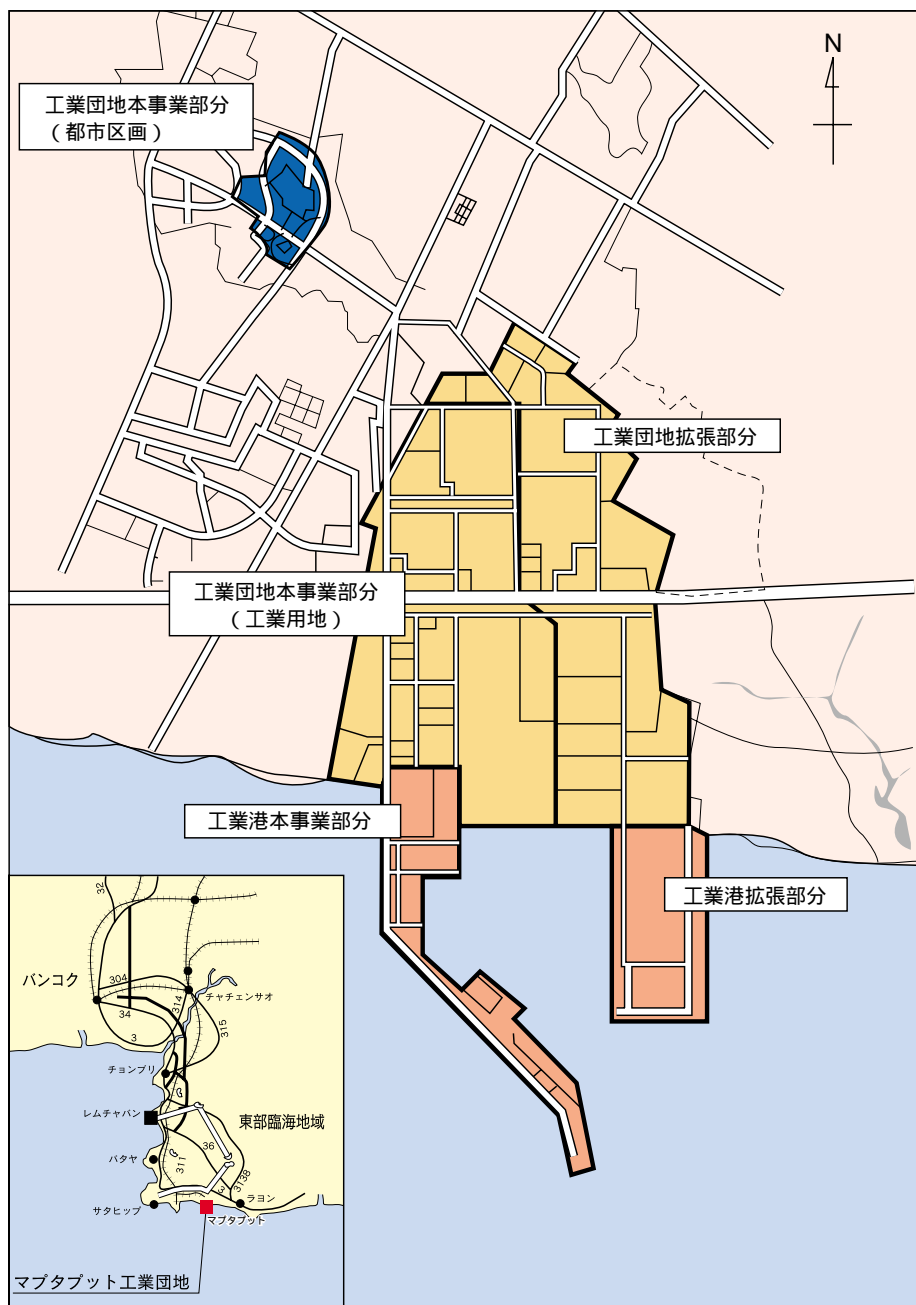 N
工業団地本事業部分
（都市区画）
工業団地拡張部分
工業団地本事業部分
（工業用地）
工業港本事業部分
工業港拡張部分
32
バンコク
304
314
チャチェンサオ
34
3
315
チョンブリ
レムチャバン
東部臨海地域
36
パタヤ
311
3138
3
ラヨン
サタヒップ
マプタプット
マプタプット工業団地